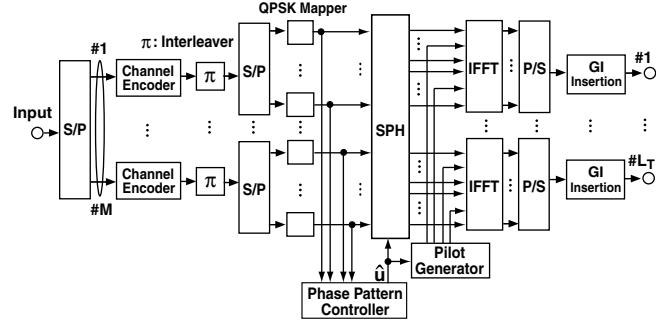 QPSK Mapper
π: Interleaver
#1
Input
S/P
Channel
Encoder
π
S/P
#M
Channel
Encoder
π
S/P
SPH
IFFT
P/S
GI
Insertion
#1
IFFT
P/S
GI
Insertion
#L_T
û
Pilot
Generator
Phase Pattern
Controller